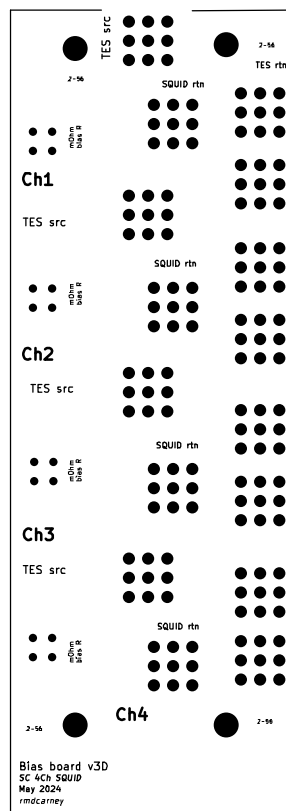 TES src
2-56
2-56
TES rtn
SQUID rtn
mOhm
bias R
Ch1
TES src
SQUID rtn
mOhm
bias R
Ch2
TES src
SQUID rtn
mOhm
bias R
Ch3
TES src
SQUID rtn
mOhm
bias R
Ch4
2-56
2-56
Bias board v3D
SC 4Ch SQUID
May 2024
rmdcarney